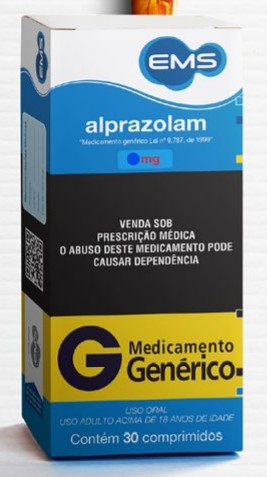 EMS
EMS
alprazolam
"Medicamento genérico Lei nº 9.787, de 1999"
mg
VENDA SOB
PRESCRIÇÃO MÉDICA
O ABUSO DESTE MEDICAMENTO PODE
CAUSAR DEPENDÊNCIA
G Medicamento
Genérico
USO ORAL
USO ADULTO ACIMA DE 18 ANOS DE IDADE
Contém 30 comprimidos